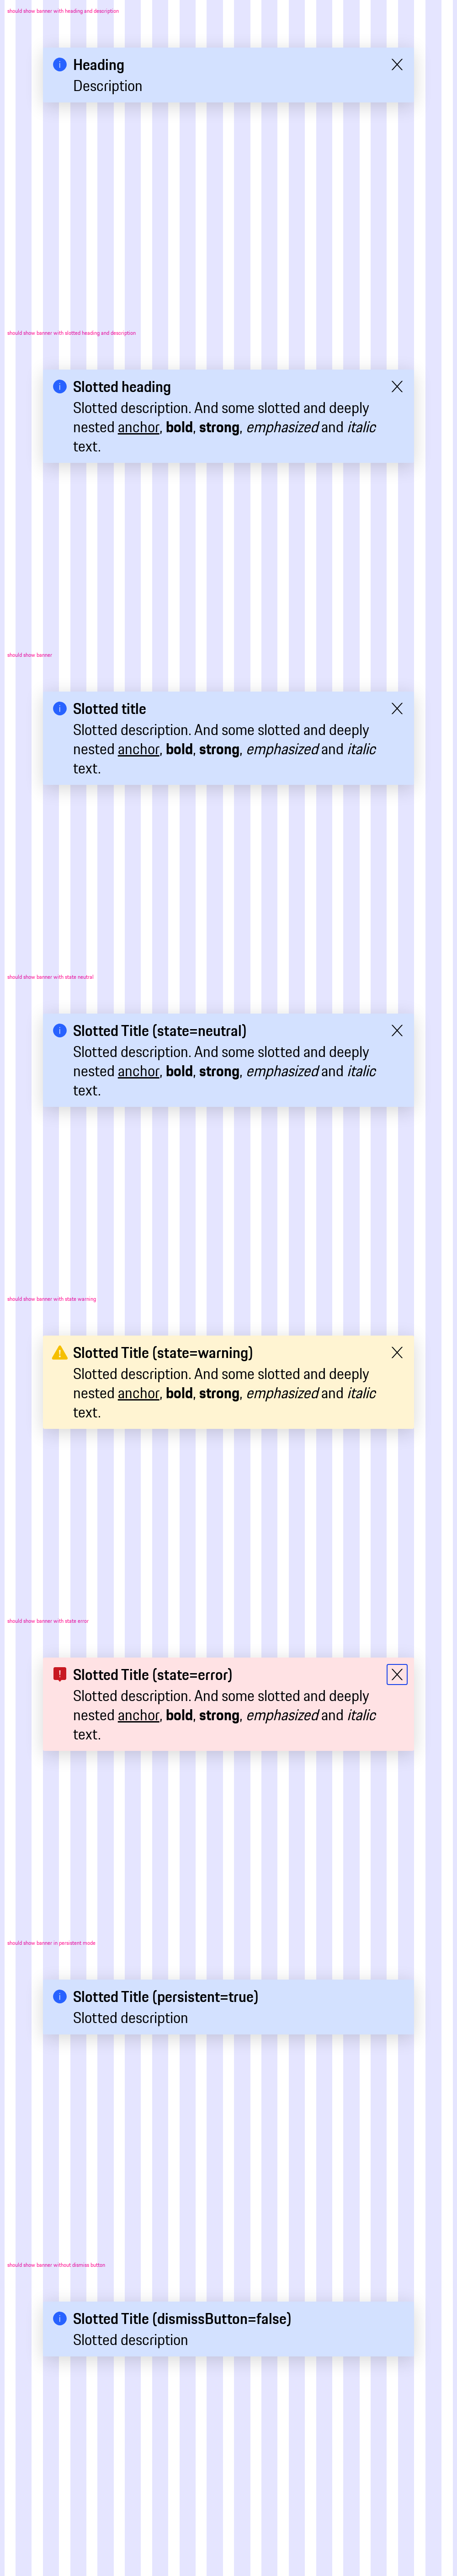 should show banner with heading and description
Heading
Description
should show banner with slotted heading and description
Slotted heading
Slotted description. And some slotted and deeply
nested anchor, bold, strong, emphasized and italic
text.
should show banner
Slotted title
Slotted description. And some slotted and deeply
nested anchor, bold, strong, emphasized and italic
text.
should show banner with state neutral
Slotted Title (state=neutral)
Slotted description. And some slotted and deeply
nested anchor, bold, strong, emphasized and italic
text.
should show banner with state warning
Slotted Title (state=warning)
Slotted description. And some slotted and deeply
nested anchor, bold, strong, emphasized and italic
text.
should show banner with state error
Slotted Title (state=error)
Slotted description. And some slotted and deeply
nested anchor, bold, strong, emphasized and italic
text.
should show banner in persistent mode
Slotted Title (persistent=true)
Slotted description
should show banner without dismiss button
Slotted Title (dismissButton=false)
Slotted description